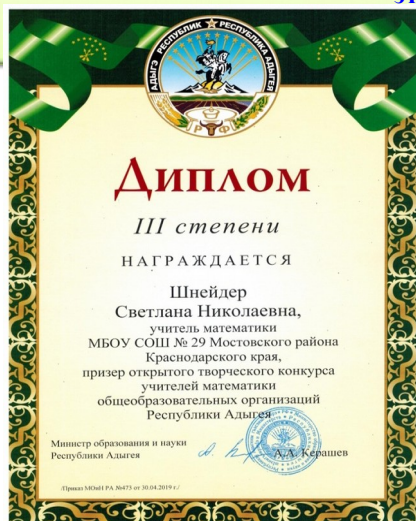 АДЫГЭ РЕСПУБЛИК ★ РЕСПУБЛИКА АДЫГЕЯ
Р Ф
Диплом
III степени
НАГРАЖДАЕТСЯ
Шнейдер
Светлана Николаевна,
учитель математики
МБОУ СОШ № 29 Мостовского района
Краснодарского края,
призер открытого творческого конкурса
учителей математики
общеобразовательных организаций
Республики Адыгея
Министр образования и науки
Республики Адыгея
А.А. Керашев
/Приказ МОиН РА №473 от 30.04.2019 г./